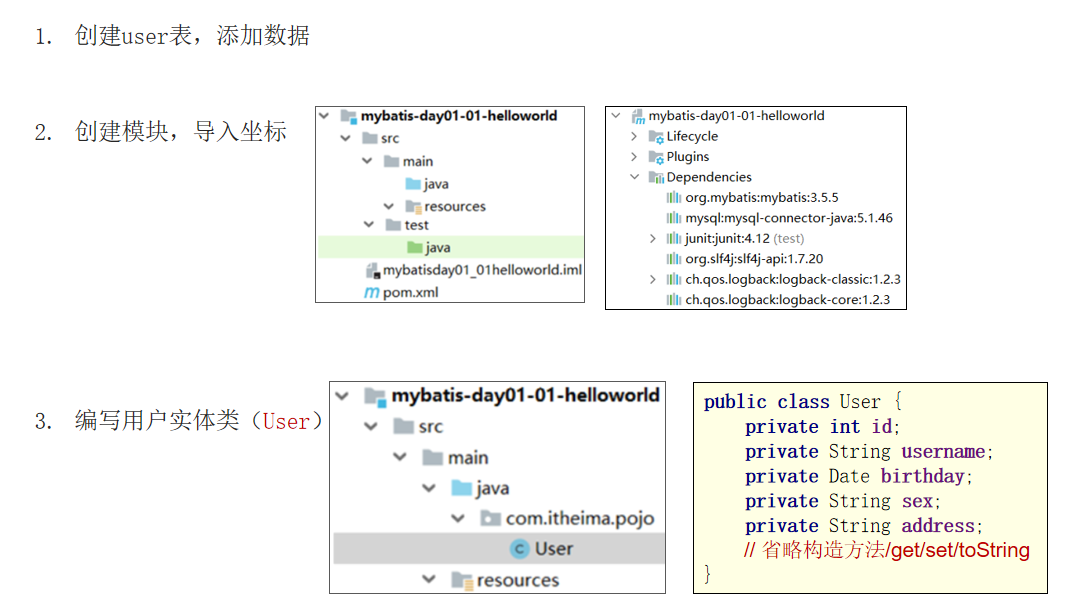 1. 创建user表，添加数据
2. 创建模块，导入坐标
mybatis-day01-01-helloworld
src
main
java
resources
test
java
mybatisday01_01helloworld.iml
pom.xml
mybatis-day01-01-helloworld
Lifecycle
Plugins
Dependencies
org.mybatis:mybatis:3.5.5
mysql:mysql-connector-java:5.1.46
junit:junit:4.12 (test)
org.slf4j:slf4j-api:1.7.20
ch.qos.logback:logback-classic:1.2.3
ch.qos.logback:logback-core:1.2.3
3. 编写用户实体类（User）
mybatis-day01-01-helloworld
src
main
java
com.itheima.pojo
C User
resources
public class User {
private int id;
private String username;
private Date birthday;
private String sex;
private String address;
// 省略构造方法/get/set/toString
}